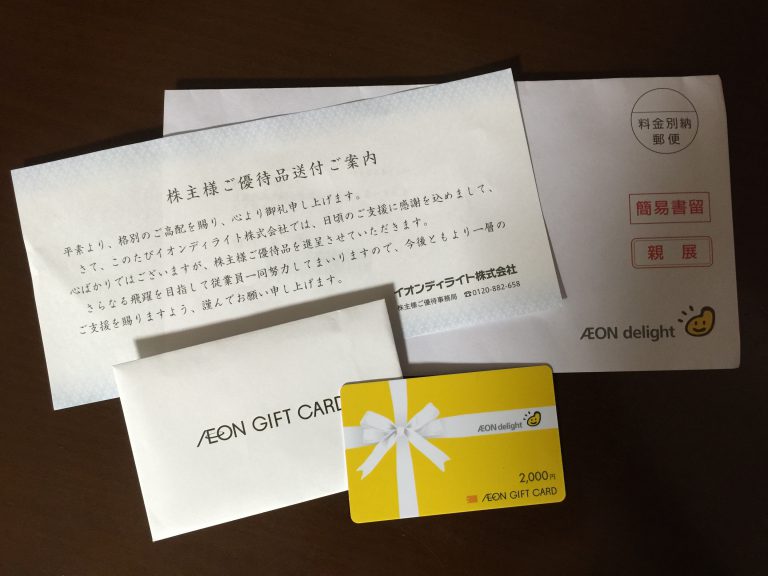 株主様ご優待品送付ご案内
平素より、格別のご高配を賜り、心より御礼申し上げます。
さて、このたびイオンディライト株式会社では、日頃のご支援に感謝を込めまして、
心ばかりではございますが、株主様ご優待品を進呈させていただきます。
さらなる飛躍を目指して従業員一同努力してまいりますので、今後ともより一層の
ご支援を賜りますよう、謹んでお願い申し上げます。
イオンディライト株式会社
株主様ご優待事務局 ☎0120-882-658
料金別納
郵便
簡易書留
親展
ÆON delight
ÆON GIFT CARD
ÆON delight
2,000円
ÆON GIFT CARD